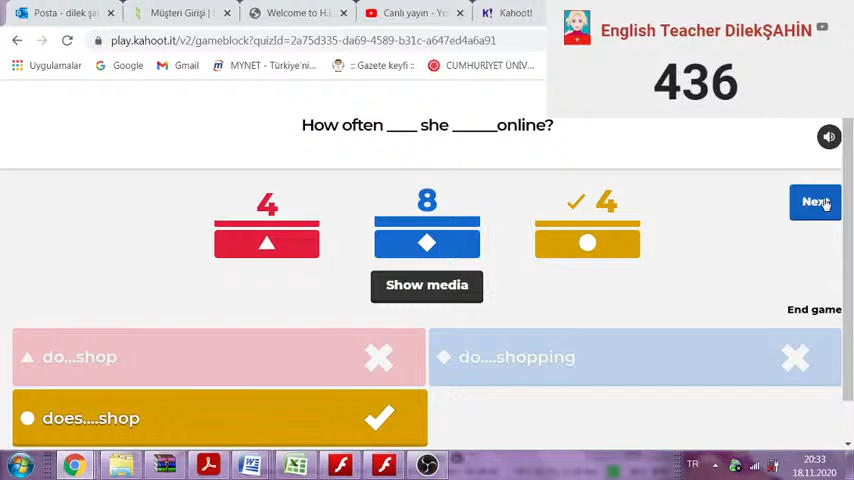 Posta - dilek şal
Müşteri Girişi |
Welcome to H.E
Canlı yayın - Yo
Kahoot!
play.kahoot.it/v2/gameblock?quizId=2a75d335-da69-4589-b31c-a647ed4a6a91
Uygulamalar
Google
Gmail
MYNET - Türkiye'ni...
:: Gazete keyfi ::
CUMHURİYET ÜNİV...
English Teacher DilekŞAHİN
436
How often ____ she ______online?
4
8
4
Next
Show media
End game
do...shop
do....shopping
does....shop
TR
20:33
18.11.2020